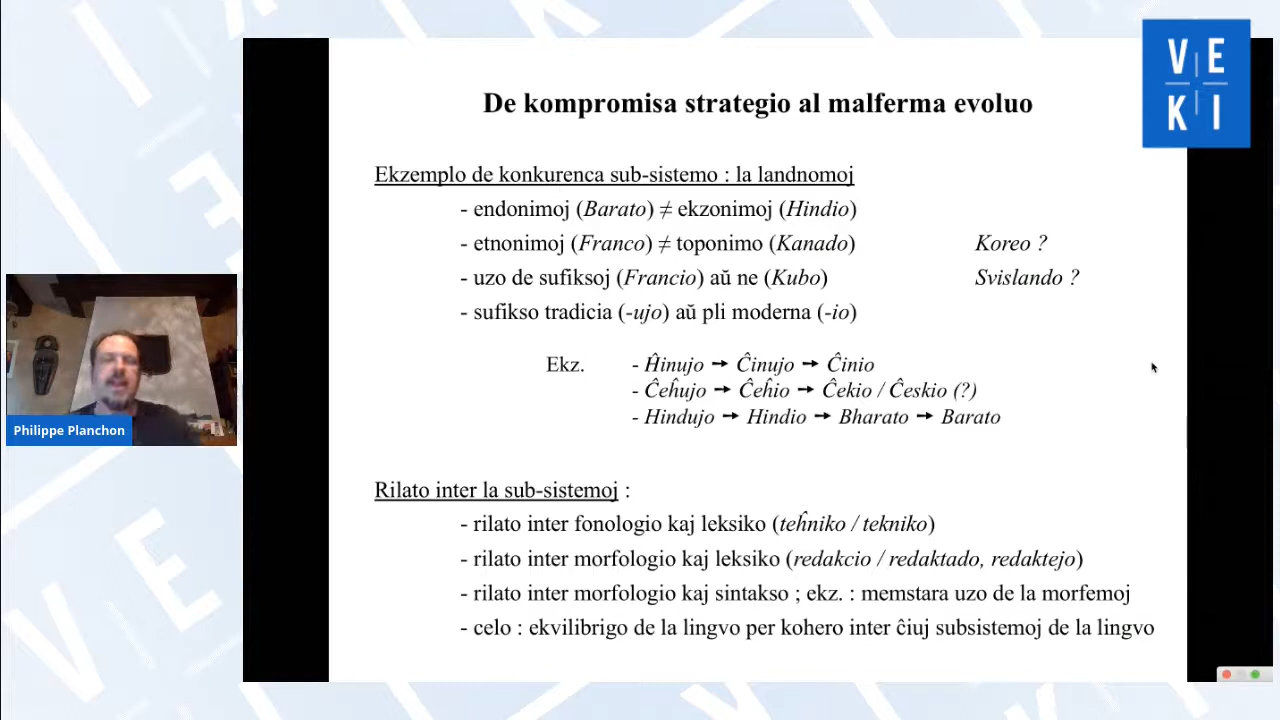 V E
K I
De kompromisa strategio al malferma evoluo
Ekzemplo de konkurenca sub-sistemo : la landnomoj
- endonimoj (Barato) ≠ ekzonimoj (Hindio)
- etnonimoj (Franco) ≠ toponimo (Kanado) Koreo ?
- uzo de sufiksoj (Francio) aŭ ne (Kubo) Svislando ?
- sufikso tradicia (-ujo) aŭ pli moderna (-io)
Ekz. - Ĥinujo ➞ Ĉinujo ➞ Ĉinio
- Ĉeĥujo ➞ Ĉeĥio ➞ Ĉekio / Ĉeskio (?)
- Hindujo ➞ Hindio ➞ Bharato ➞ Barato
Philippe Planchon
Rilato inter la sub-sistemoj :
- rilato inter fonologio kaj leksiko (teĥniko / tekniko)
- rilato inter morfologio kaj leksiko (redakcio / redaktado, redaktejo)
- rilato inter morfologio kaj sintakso ; ekz. : memstara uzo de la morfemoj
- celo : ekvilibrigo de la lingvo per kohero inter ĉiuj subsistemoj de la lingvo